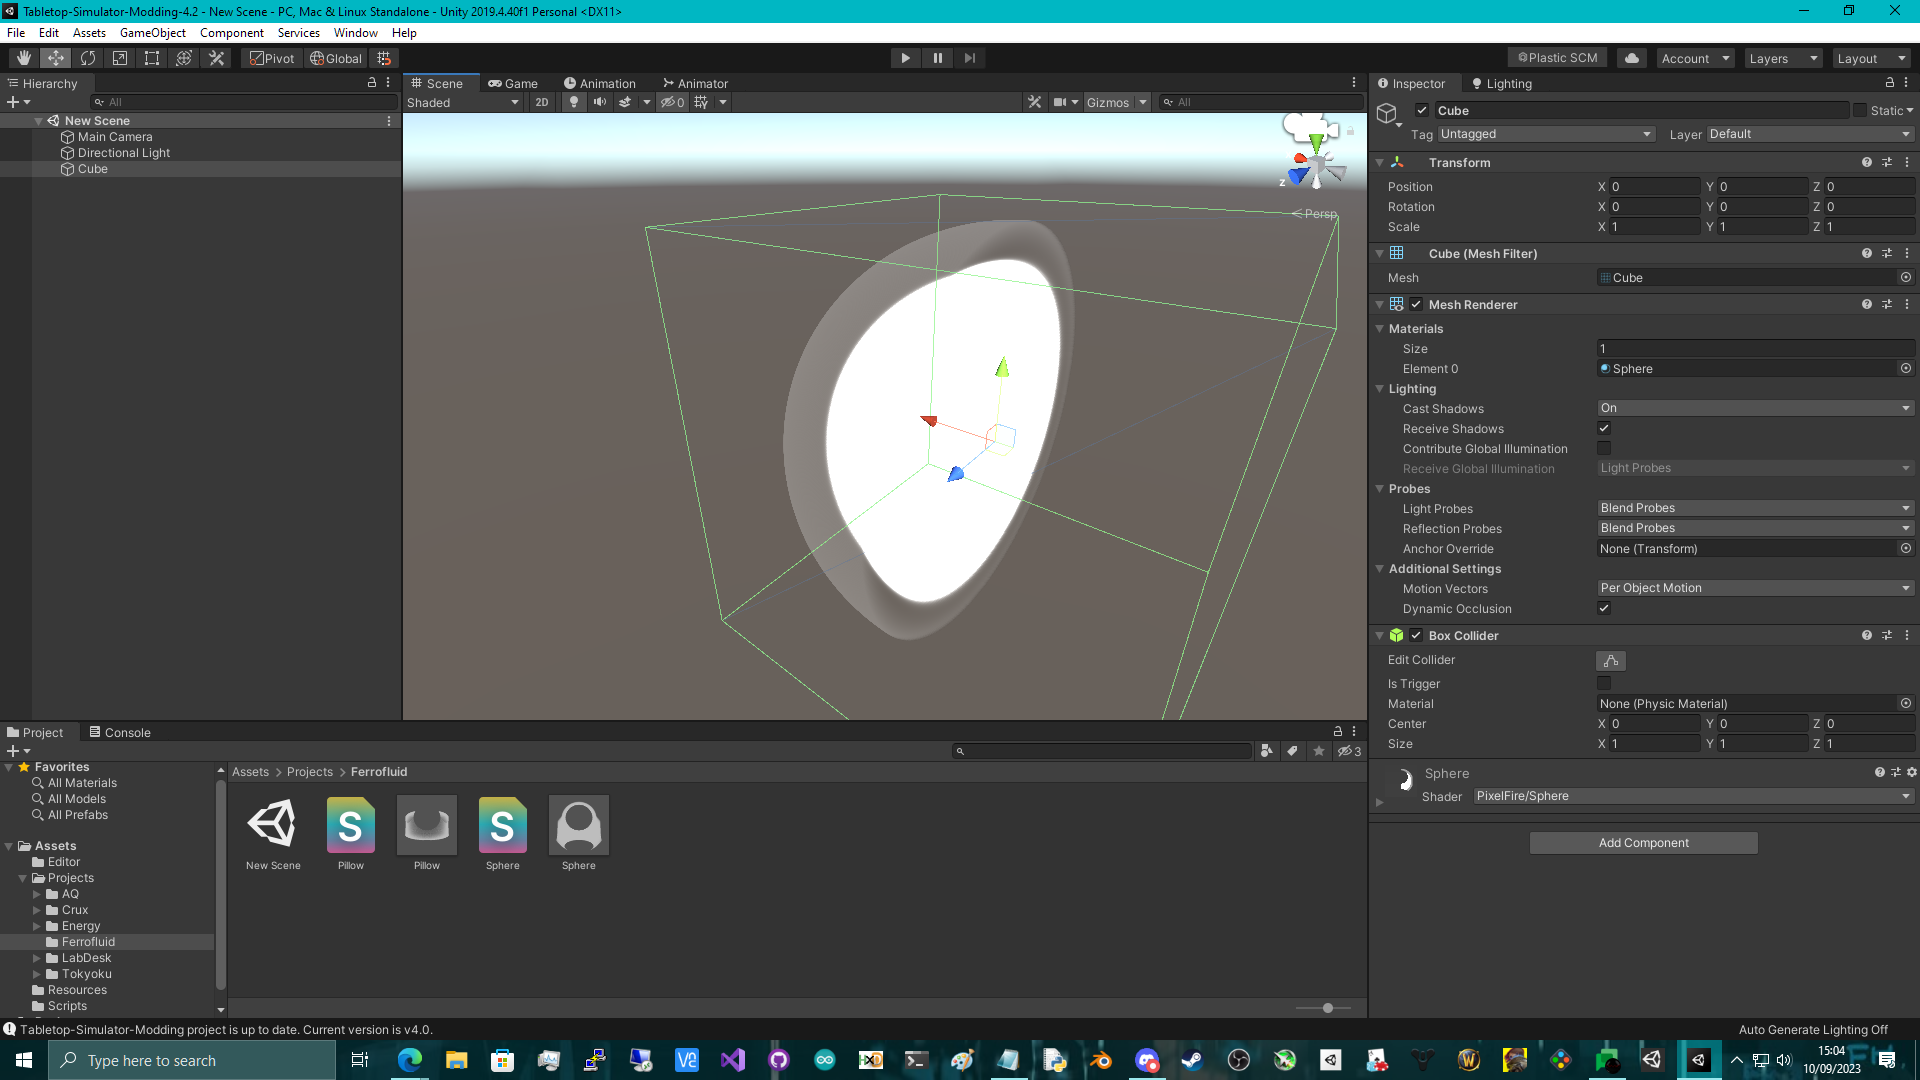 Tabletop-Simulator-Modding-4.2 - New Scene - PC, Mac & Linux Standalone - Unity 2019.4.40f1 Personal <DX11>
File Edit Assets GameObject Component Services Window Help
Pivot Global Plastic SCM Account Layers Layout
Hierarchy
All
New Scene
Main Camera
Directional Light
Cube
Scene Game Animation Animator
Shaded 2D 0 Gizmos All
Z
Persp
Inspector Lighting
Cube Static
Tag Untagged Layer Default
Transform
Position X 0 Y 0 Z 0
Rotation X 0 Y 0 Z 0
Scale X 1 Y 1 Z 1
Cube (Mesh Filter)
Mesh Cube
Mesh Renderer
Materials
Size 1
Element 0 Sphere
Lighting
Cast Shadows On
Receive Shadows
Contribute Global Illumination
Receive Global Illumination Light Probes
Probes
Light Probes Blend Probes
Reflection Probes Blend Probes
Anchor Override None (Transform)
Additional Settings
Motion Vectors Per Object Motion
Dynamic Occlusion
Box Collider
Edit Collider
Is Trigger
Material None (Physic Material)
Center X 0 Y 0 Z 0
Size X 1 Y 1 Z 1
Sphere
Shader PixelFire/Sphere
Add Component
Project Console
3
Favorites
All Materials
All Models
All Prefabs
Assets
Editor
Projects
AQ
Crux
Energy
Ferrofluid
LabDesk
Tokyoku
Resources
Scripts
Assets > Projects > Ferrofluid
New Scene Pillow Pillow Sphere Sphere
Tabletop-Simulator-Modding project is up to date. Current version is v4.0.
Auto Generate Lighting Off
Type here to search
15:04
10/09/2023